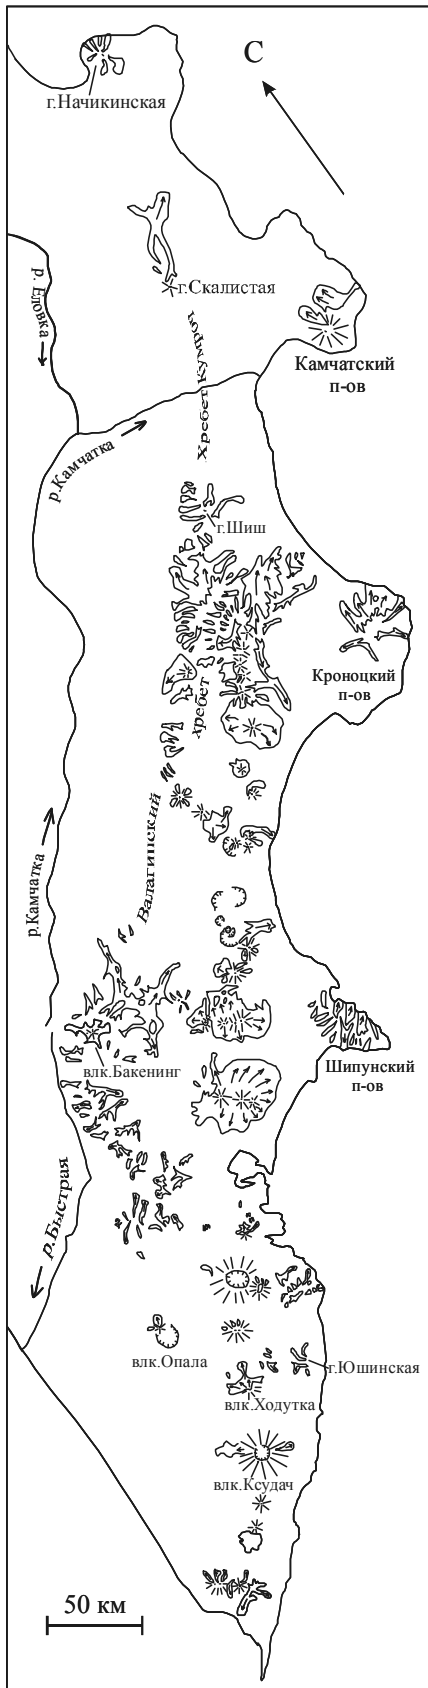 С
г.Начикинская
г.Скалистая
р. Еловка
Камчатский
п-ов
Хребет Кумроч
р.Камчатка
г.Шиш
Кроноцкий
п-ов
хребет
Валагинский
р.Камчатка
влк.Бакенинг
Шипунский
п-ов
р.Быстрая
влк.Опала
г.Юшинская
влк.Ходутка
влк.Ксудач
50 км